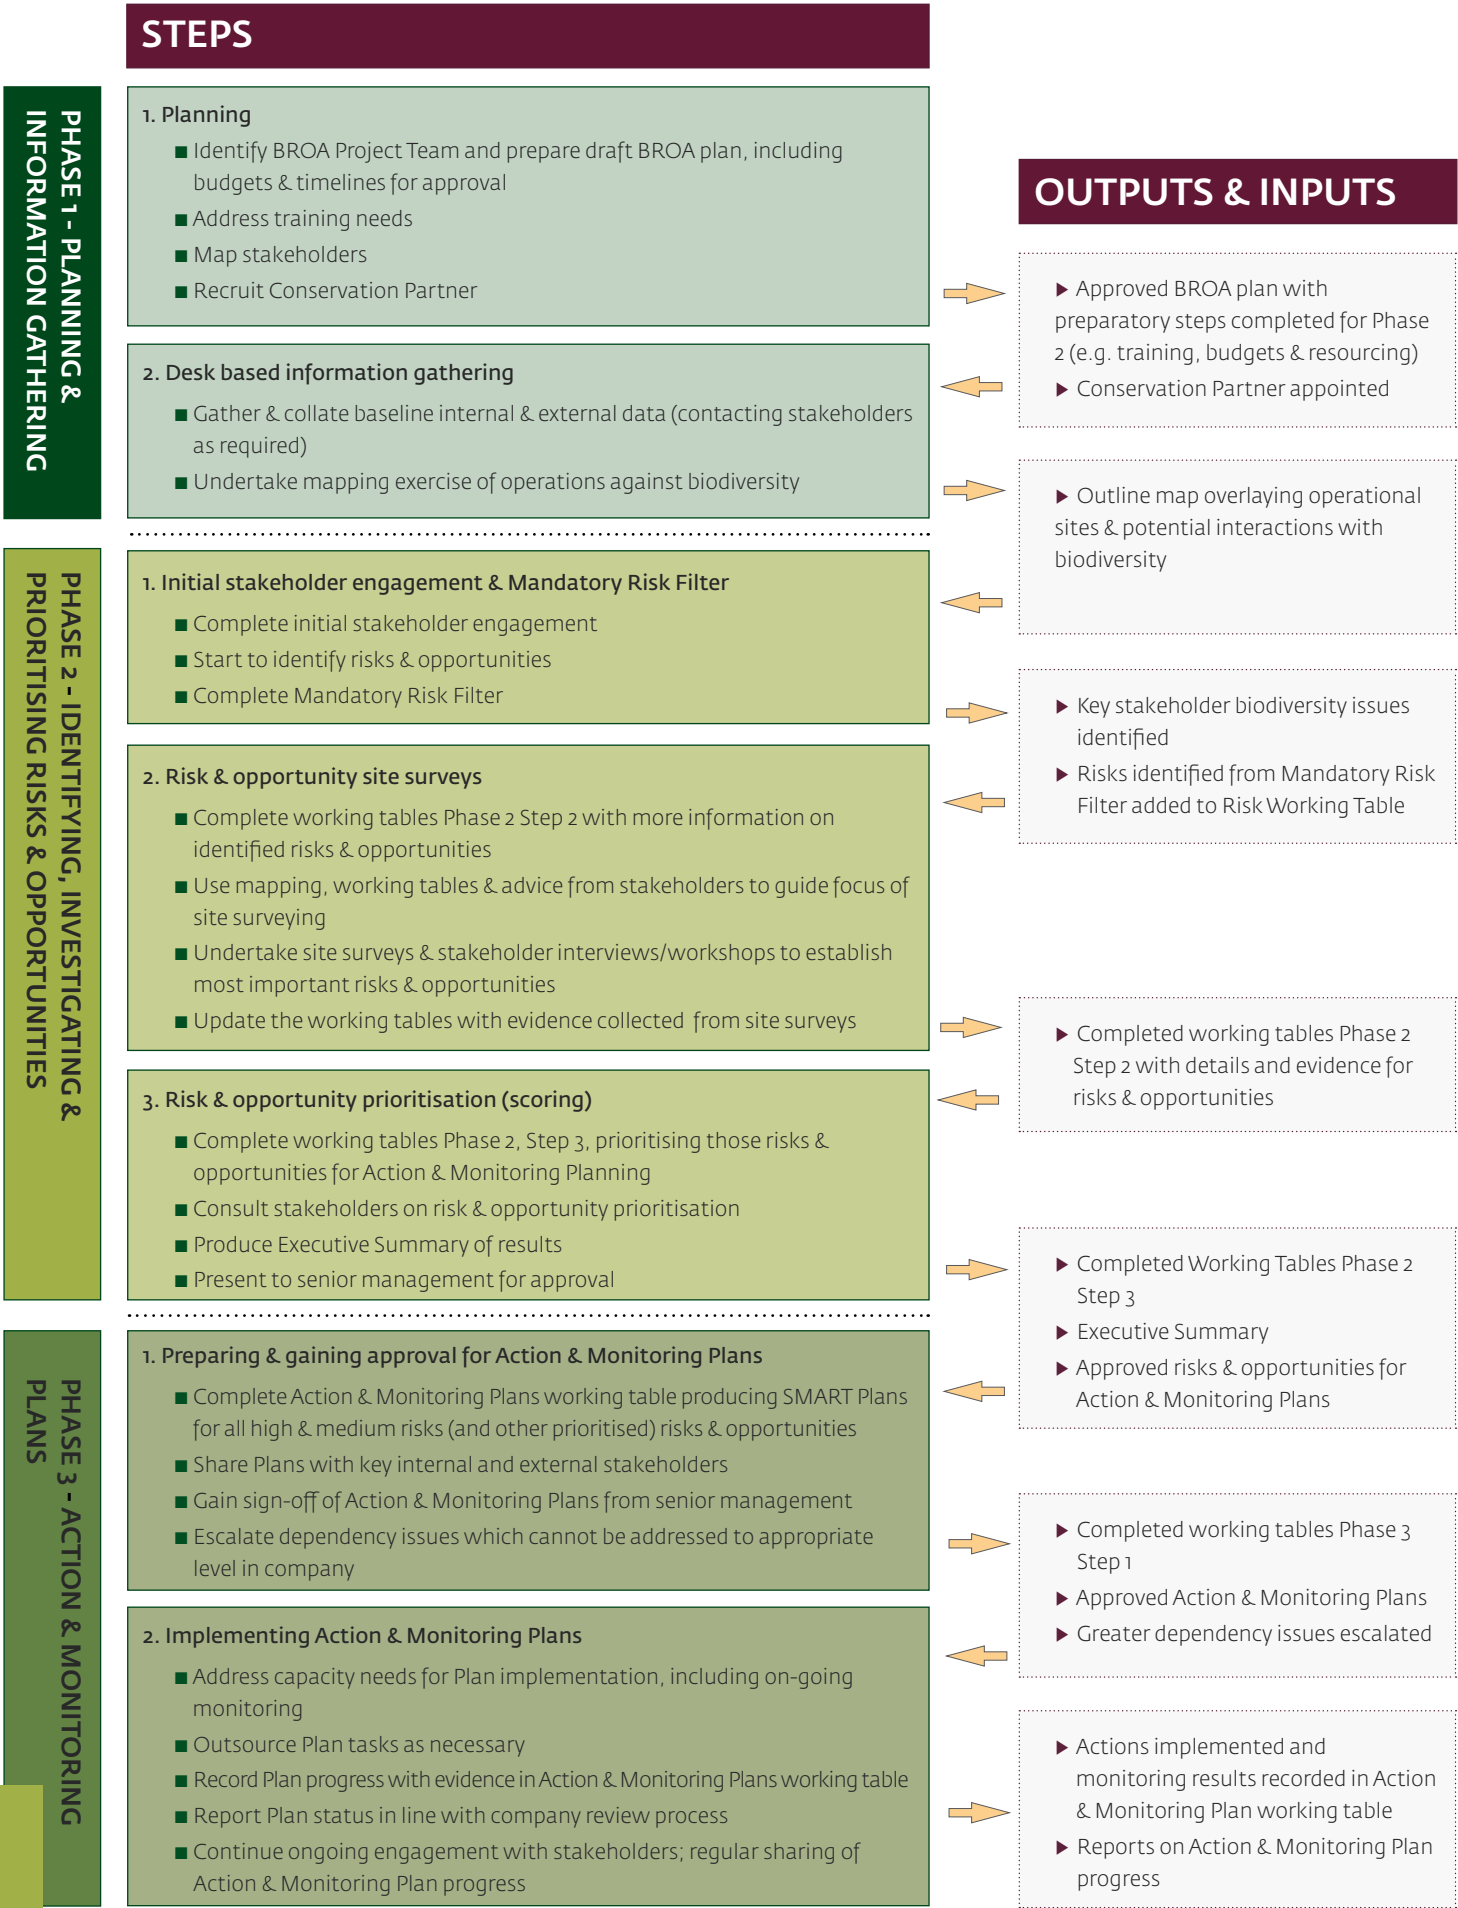 STEPS
PHASE 1 - PLANNING &
INFORMATION GATHERING
1. Planning
■ Identify BROA Project Team and prepare draft BROA plan, including
budgets & timelines for approval
■ Address training needs
■ Map stakeholders
■ Recruit Conservation Partner
2. Desk based information gathering
■ Gather & collate baseline internal & external data (contacting stakeholders
as required)
■ Undertake mapping exercise of operations against biodiversity
PHASE 2 - IDENTIFYING, INVESTIGATING &
PRIORITISING RISKS & OPPORTUNITIES
1. Initial stakeholder engagement & Mandatory Risk Filter
■ Complete initial stakeholder engagement
■ Start to identify risks & opportunities
■ Complete Mandatory Risk Filter
2. Risk & opportunity site surveys
■ Complete working tables Phase 2 Step 2 with more information on
identified risks & opportunities
■ Use mapping, working tables & advice from stakeholders to guide focus of
site surveying
■ Undertake site surveys & stakeholder interviews/workshops to establish
most important risks & opportunities
■ Update the working tables with evidence collected from site surveys
3. Risk & opportunity prioritisation (scoring)
■ Complete working tables Phase 2, Step 3, prioritising those risks &
opportunities for Action & Monitoring Planning
■ Consult stakeholders on risk & opportunity prioritisation
■ Produce Executive Summary of results
■ Present to senior management for approval
PHASE 3 - ACTION & MONITORING
PLANS
1. Preparing & gaining approval for Action & Monitoring Plans
■ Complete Action & Monitoring Plans working table producing SMART Plans
for all high & medium risks (and other prioritised) risks & opportunities
■ Share Plans with key internal and external stakeholders
■ Gain sign-off of Action & Monitoring Plans from senior management
■ Escalate dependency issues which cannot be addressed to appropriate
level in company
2. Implementing Action & Monitoring Plans
■ Address capacity needs for Plan implementation, including on-going
monitoring
■ Outsource Plan tasks as necessary
■ Record Plan progress with evidence in Action & Monitoring Plans working table
■ Report Plan status in line with company review process
■ Continue ongoing engagement with stakeholders; regular sharing of
Action & Monitoring Plan progress
OUTPUTS & INPUTS
▶ Approved BROA plan with
preparatory steps completed for Phase
2 (e.g. training, budgets & resourcing)
▶ Conservation Partner appointed
▶ Outline map overlaying operational
sites & potential interactions with
biodiversity
▶ Key stakeholder biodiversity issues
identified
▶ Risks identified from Mandatory Risk
Filter added to Risk Working Table
▶ Completed working tables Phase 2
Step 2 with details and evidence for
risks & opportunities
▶ Completed Working Tables Phase 2
Step 3
▶ Executive Summary
▶ Approved risks & opportunities for
Action & Monitoring Plans
▶ Completed working tables Phase 3
Step 1
▶ Approved Action & Monitoring Plans
▶ Greater dependency issues escalated
▶ Actions implemented and
monitoring results recorded in Action
& Monitoring Plan working table
▶ Reports on Action & Monitoring Plan
progress